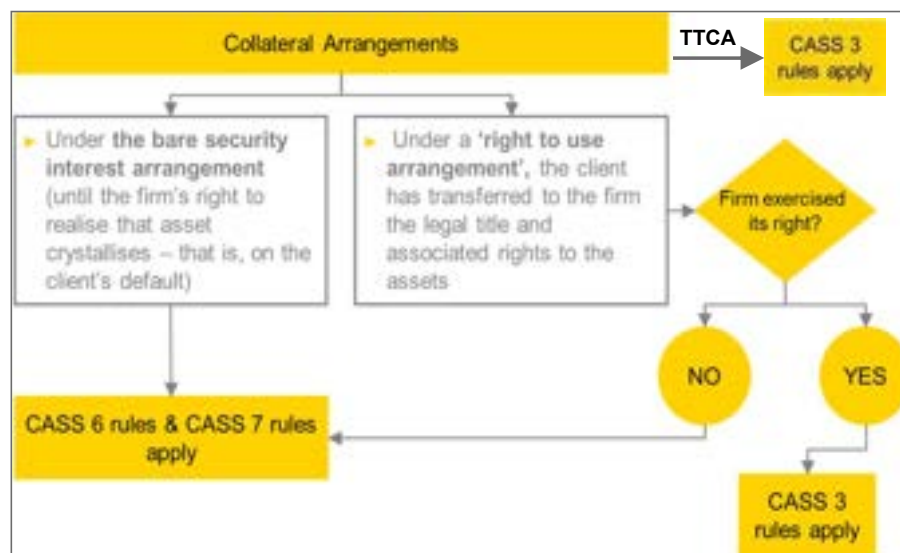 Collateral Arrangements
TTCA
CASS 3
rules apply
► Under the bare security
interest arrangement
(until the firm's right to
realise that asset
crystallises – that is, on the
client's default)
► Under a 'right to use
arrangement', the client
has transferred to the firm
the legal title and
associated rights to the
assets
Firm exercised
its right?
NO
YES
CASS 6 rules & CASS 7 rules
apply
CASS 3
rules apply